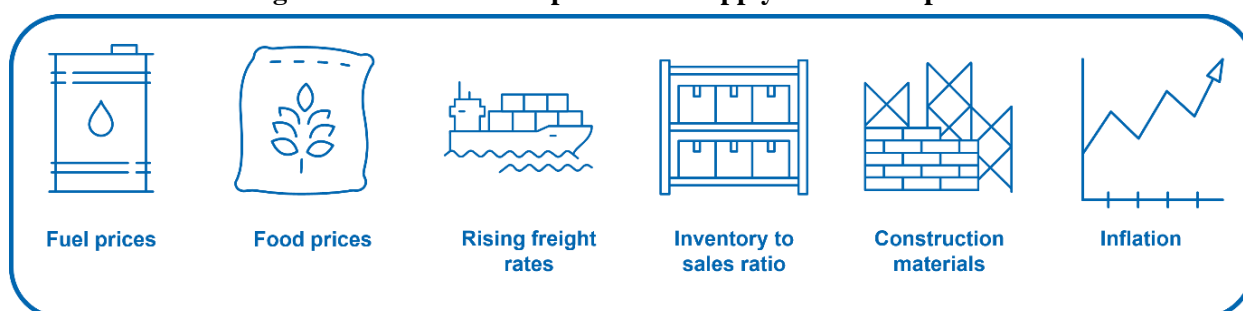 Fuel prices
Food prices
Rising freight
rates
Inventory to
sales ratio
Construction
materials
Inflation